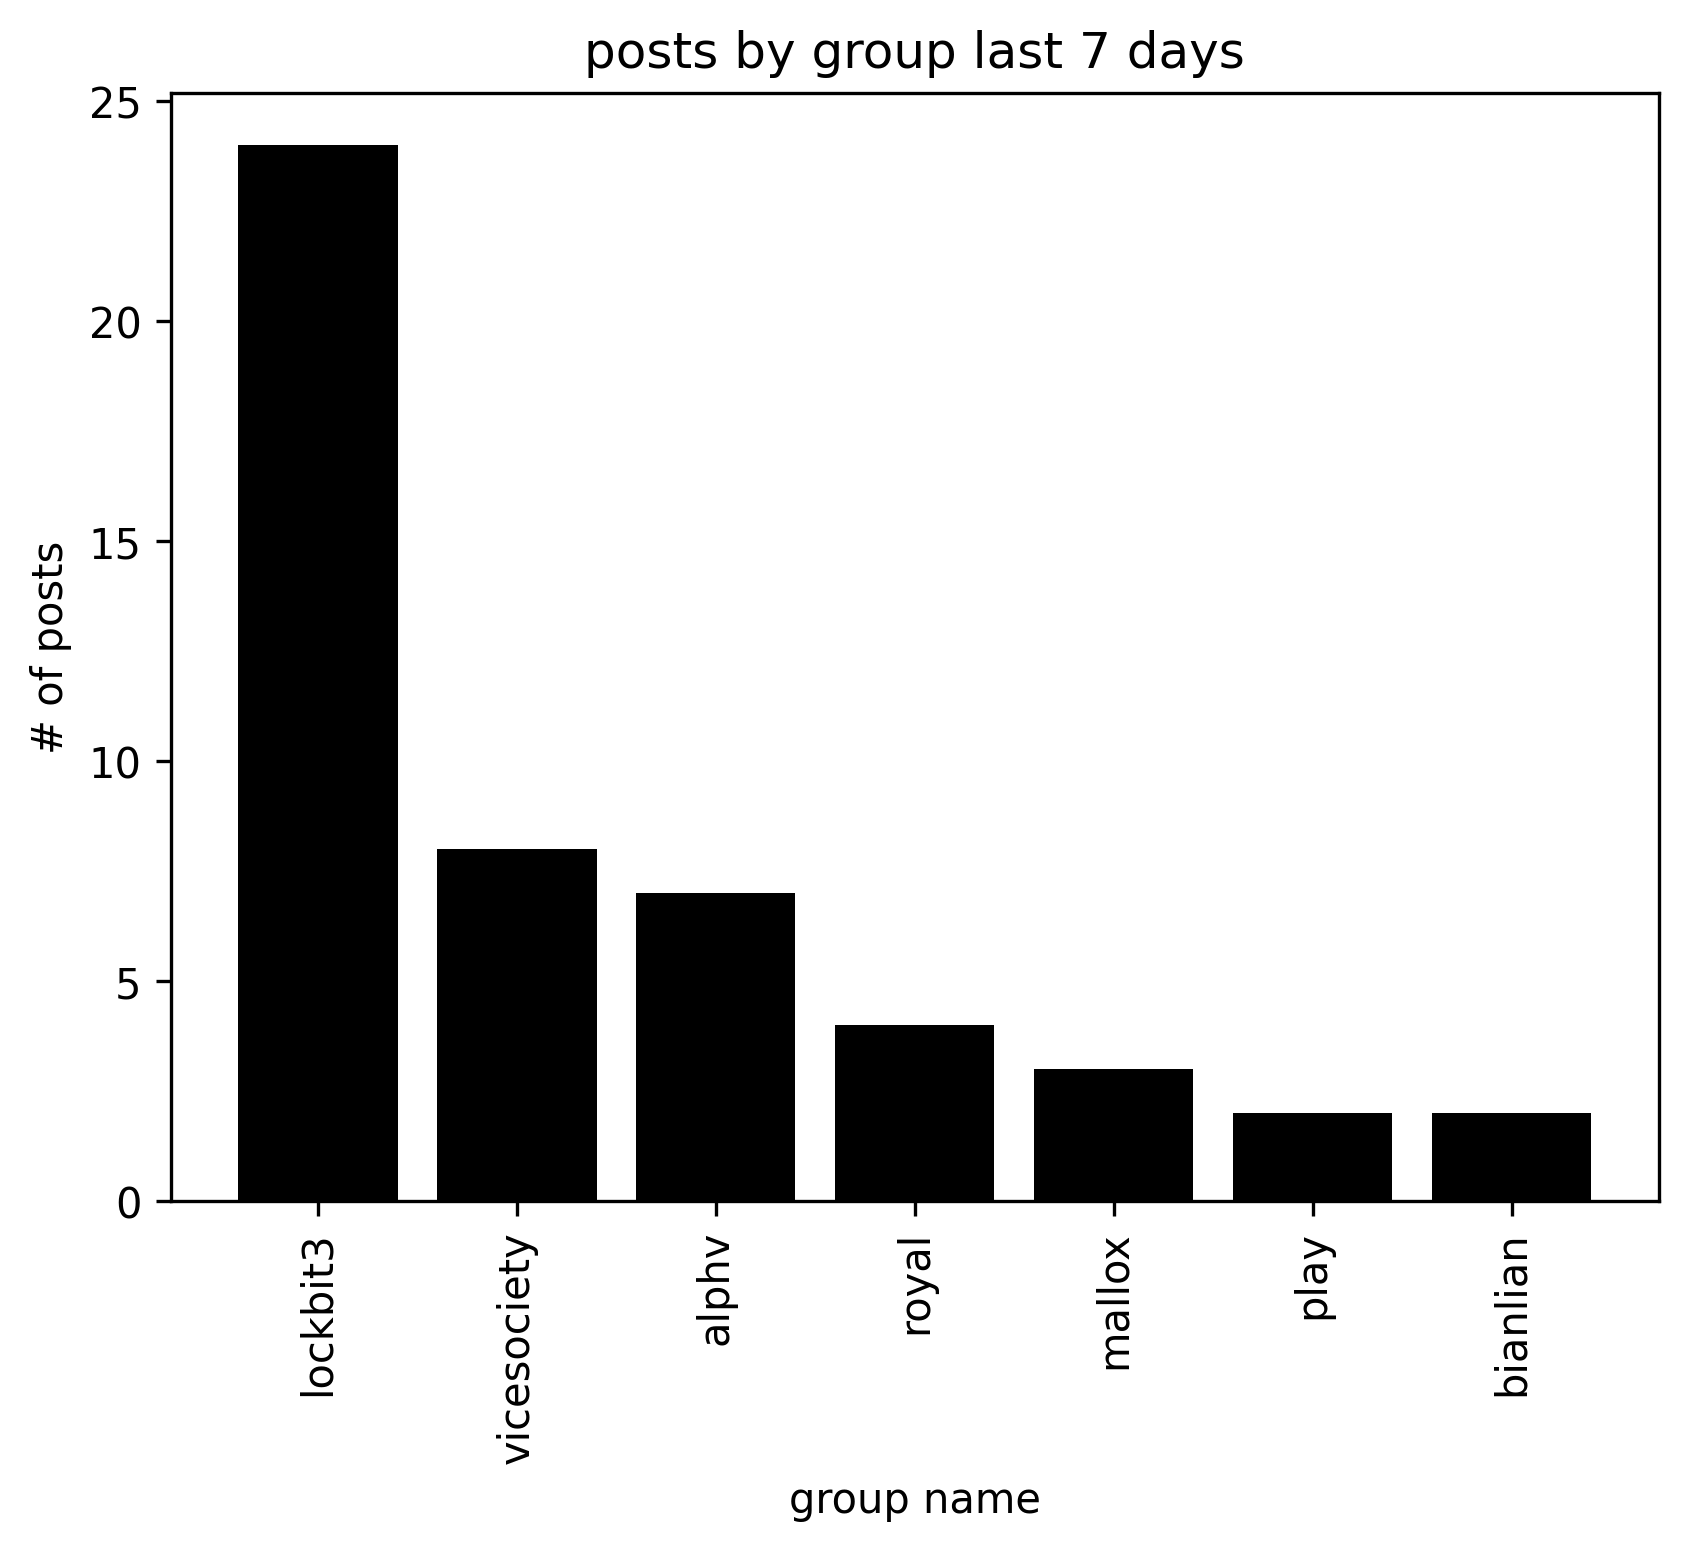 posts by group last 7 days
25
20
15
10
5
0
# of posts
lockbit3
vicesociety
alphv
royal
mallox
play
bianlian
group name